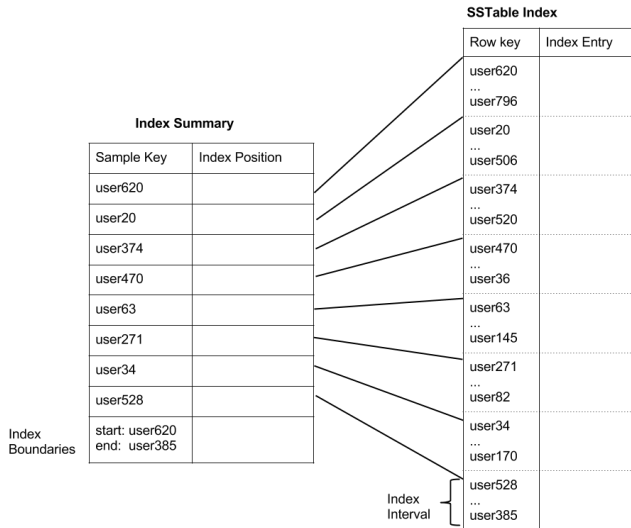 SSTable Index
Row key Index Entry
user620
...
user796
user20
...
user506
user374
...
user520
user470
...
user36
user63
...
user145
user271
...
user82
user34
...
user170
user528
...
user385
Index Summary
Sample Key Index Position
user620
user20
user374
user470
user63
user271
user34
user528
start: user620
end: user385
Index
Boundaries
Index
Interval